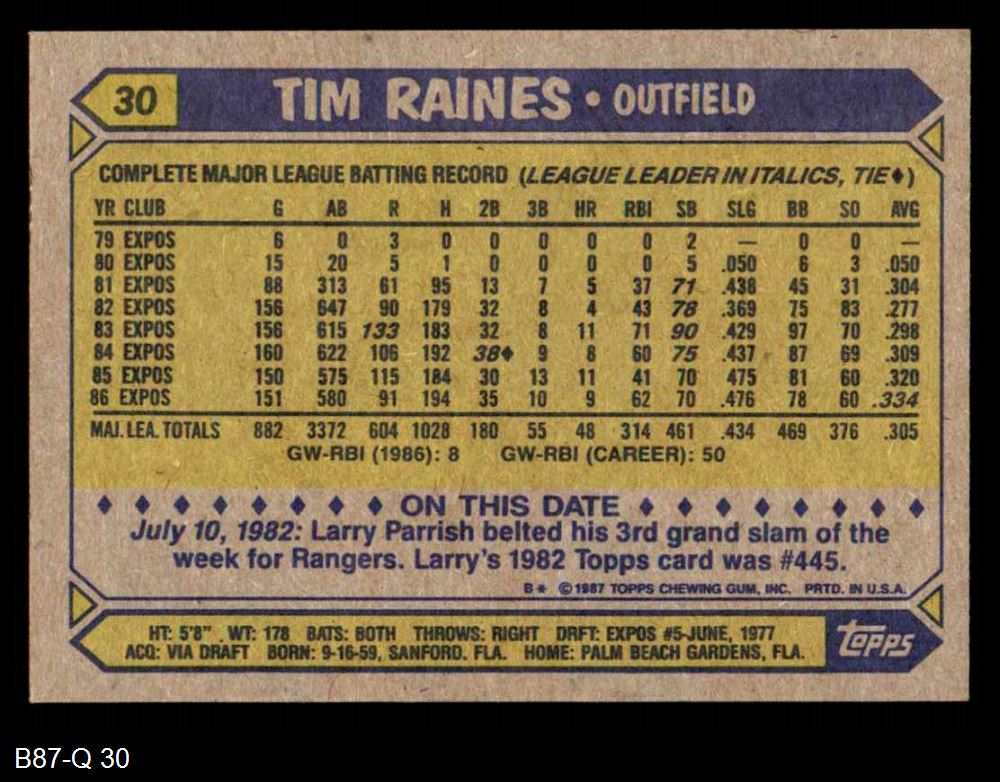 30 TIM RAINES • OUTFIELD
COMPLETE MAJOR LEAGUE BATTING RECORD (LEAGUE LEADER IN ITALICS, TIE♦)
YR CLUB G AB R H 2B 3B HR RBI SB SLG BB SO AVG
79 EXPOS 6 0 3 0 0 0 0 0 2 — 0 0 —
80 EXPOS 15 20 5 1 0 0 0 0 5 .050 6 3 .050
81 EXPOS 88 313 61 95 13 7 5 37 71 .438 45 31 .304
82 EXPOS 156 647 90 179 32 8 4 43 78 .369 75 83 .277
83 EXPOS 156 615 133 183 32 8 11 71 90 .429 97 70 .298
84 EXPOS 160 622 106 192 38♦ 9 8 60 75 .437 87 69 .309
85 EXPOS 150 575 115 184 30 13 11 41 70 .475 81 60 .320
86 EXPOS 151 580 91 194 35 10 9 62 70 .476 78 60 .334
MAJ. LEA. TOTALS 882 3372 604 1028 180 55 48 314 461 .434 469 376 .305
GW-RBI (1986): 8 GW-RBI (CAREER): 50
♦ ♦ ♦ ♦ ♦ ♦ ♦ ♦ ON THIS DATE ♦ ♦ ♦ ♦ ♦ ♦ ♦ ♦
July 10, 1982: Larry Parrish belted his 3rd grand slam of the
week for Rangers. Larry's 1982 Topps card was #445.
B* ©1987 TOPPS CHEWING GUM, INC. PRTD. IN U.S.A.
HT: 5'8" WT: 178 BATS: BOTH THROWS: RIGHT DRFT: EXPOS #5-JUNE, 1977
ACQ: VIA DRAFT BORN: 9-16-59, SANFORD, FLA. HOME: PALM BEACH GARDENS, FLA.
Topps
B87-Q 30